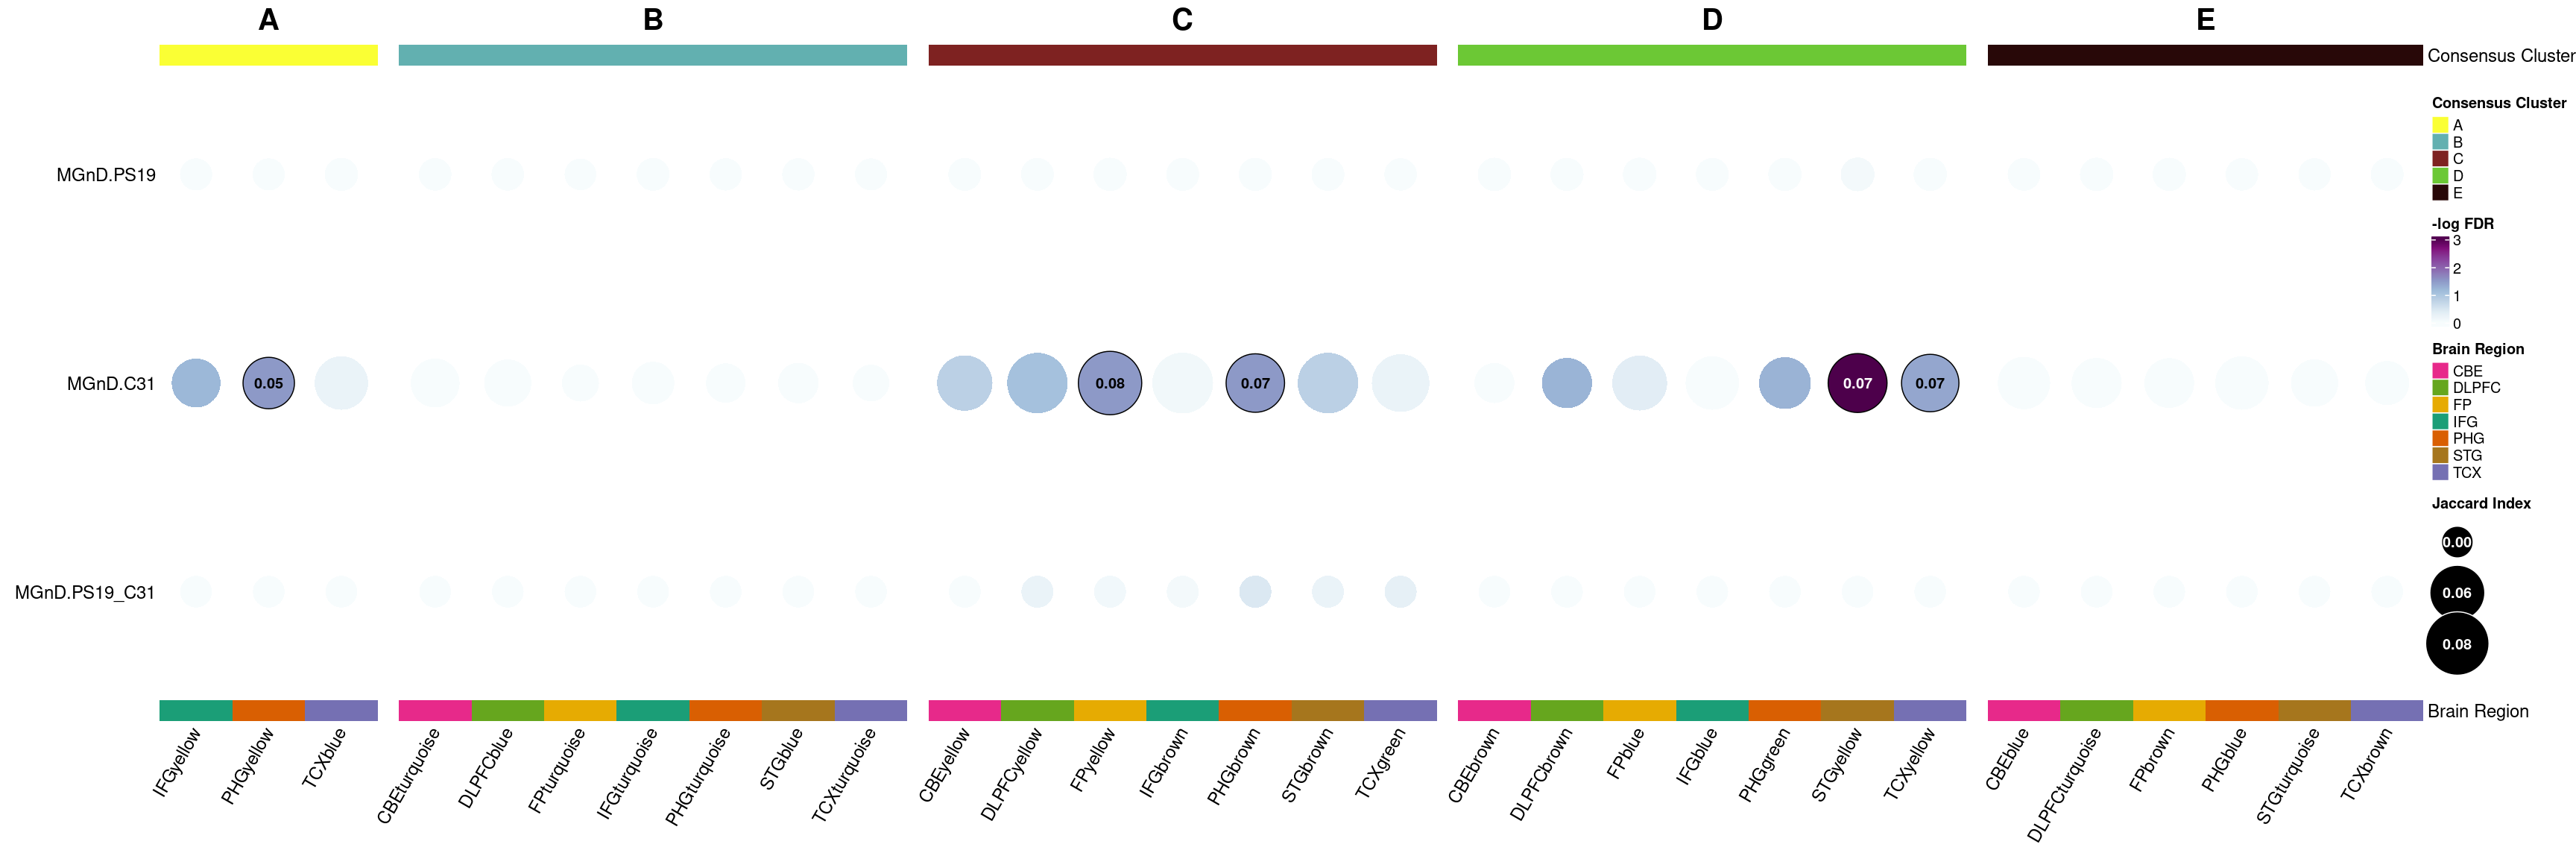 A B C D E
Consensus Cluster
Consensus Cluster
A
B
C
D
E
-log FDR
3
2
1
0
Brain Region
CBE
DLPFC
FP
IFG
PHG
STG
TCX
Jaccard Index
0.00
0.06
0.08
MGnD.PS19
MGnD.C31
0.05 0.08 0.07 0.07 0.07
MGnD.PS19_C31
Brain Region
IFGyellow
PHGyellow
TCXblue
CBEturquoise
DLPFCblue
FPturquoise
IFGturquoise
PHGturquoise
STGblue
TCXturquoise
CBEyellow
DLPFCyellow
FPyellow
IFGbrown
PHGbrown
STGbrown
TCXgreen
CBEbrown
DLPFCbrown
FPblue
IFGblue
PHGgreen
STGyellow
TCXyellow
CBEblue
DLPFCturquoise
FPbrown
PHGblue
STGturquoise
TCXbrown